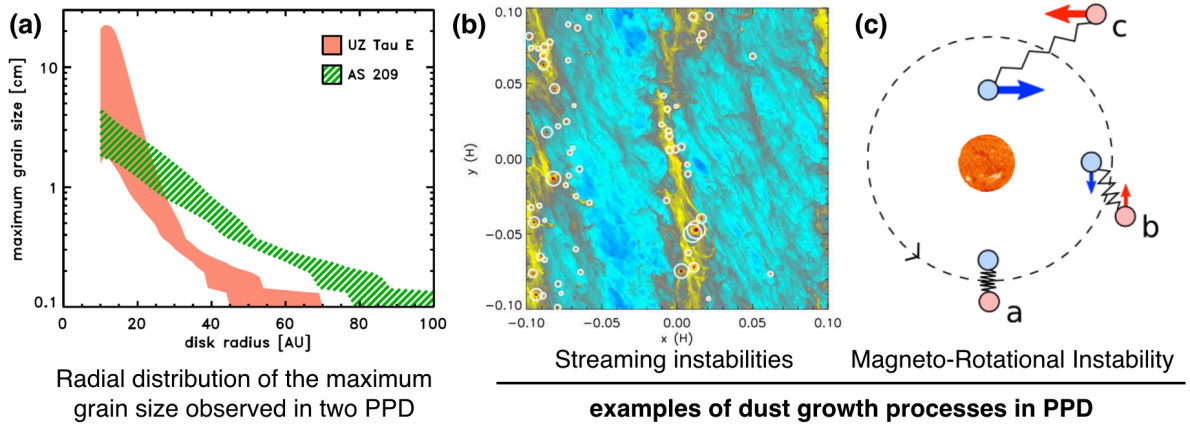 (a)
maximum grain size [cm]
10
1
0.1
UZ Tau E
AS 209
0 20 40 60 80 100
disk radius [AU]
Radial distribution of the maximum
grain size observed in two PPD
(b)
y (H)
0.10
0.05
0.00
−0.05
−0.10
−0.10 −0.05 0.00 0.05 0.10
x (H)
Streaming instabilities
(c)
c
b
a
Magneto-Rotational Instability
examples of dust growth processes in PPD